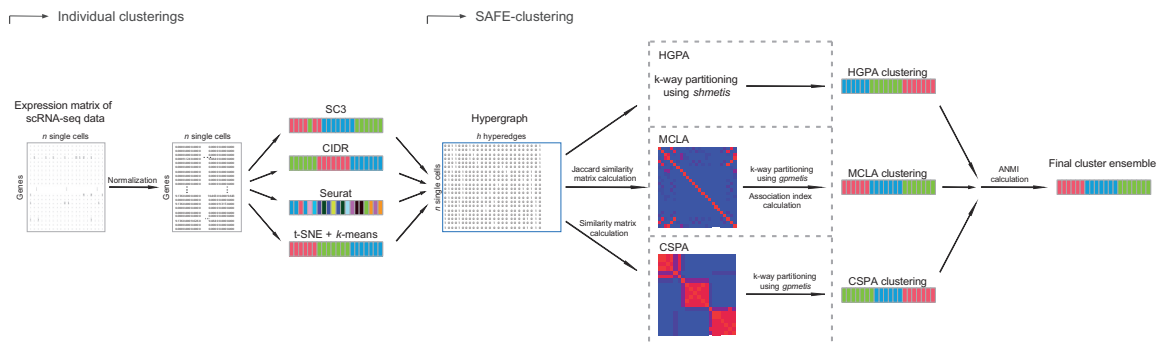 Individual clusterings
SAFE-clustering
Expression matrix of
scRNA-seq data
n single cells
Genes
Normalization
n single cells
Genes
SC3
CIDR
Seurat
t-SNE + k-means
Hypergraph
h hyperedges
n single cells
Jaccard similarity
matrix calculation
Similarity matrix
calculation
HGPA
k-way partitioning
using shmetis
MCLA
k-way partitioning
using gpmetis
Association index
calculation
CSPA
k-way partitioning
using gpmetis
HGPA clustering
MCLA clustering
CSPA clustering
ANMI
calculation
Final cluster ensemble